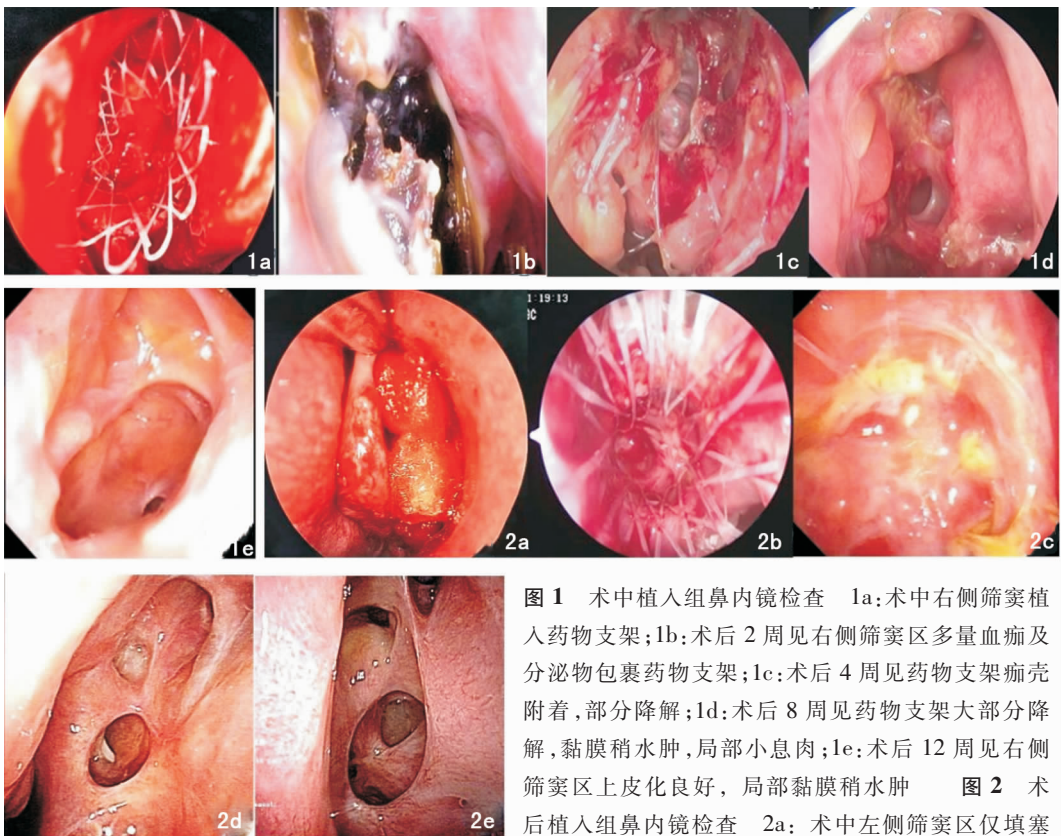 1a
1b
1c
1d
1e
2a
1:19:13
2b
2c
2d
2e
图1 术中植入组鼻内镜检查 1a:术中右侧筛窦植
入药物支架;1b:术后2周见右侧筛窦区多量血痂及
分泌物包裹药物支架;1c:术后4周见药物支架痂壳
附着,部分降解;1d:术后8周见药物支架大部分降
解,黏膜稍水肿,局部小息肉;1e:术后12周见右侧
筛窦区上皮化良好,局部黏膜稍水肿 图2 术
后植入组鼻内镜检查 2a:术中左侧筛窦区仅填塞